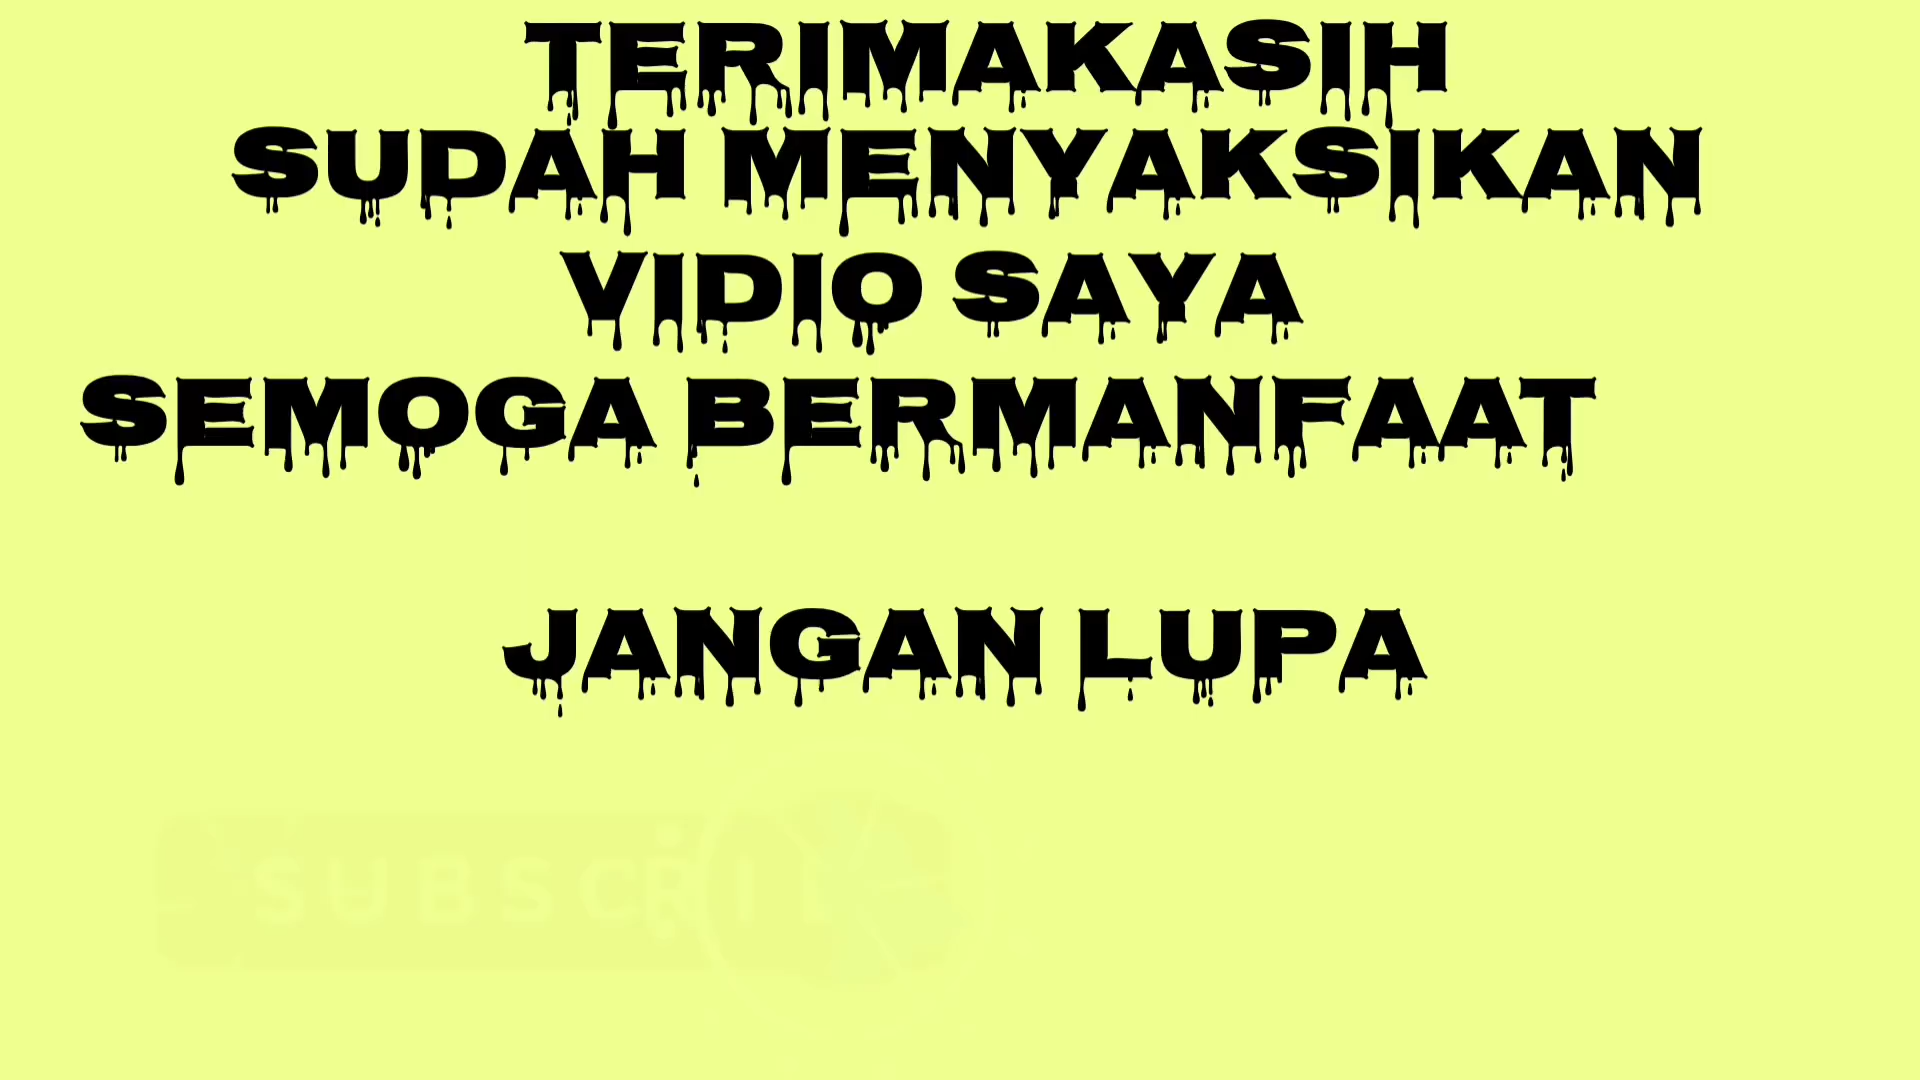 TERIMAKASIH
SUDAH MENYAKSIKAN
VIDIO SAYA
SEMOGA BERMANFAAT
JANGAN LUPA